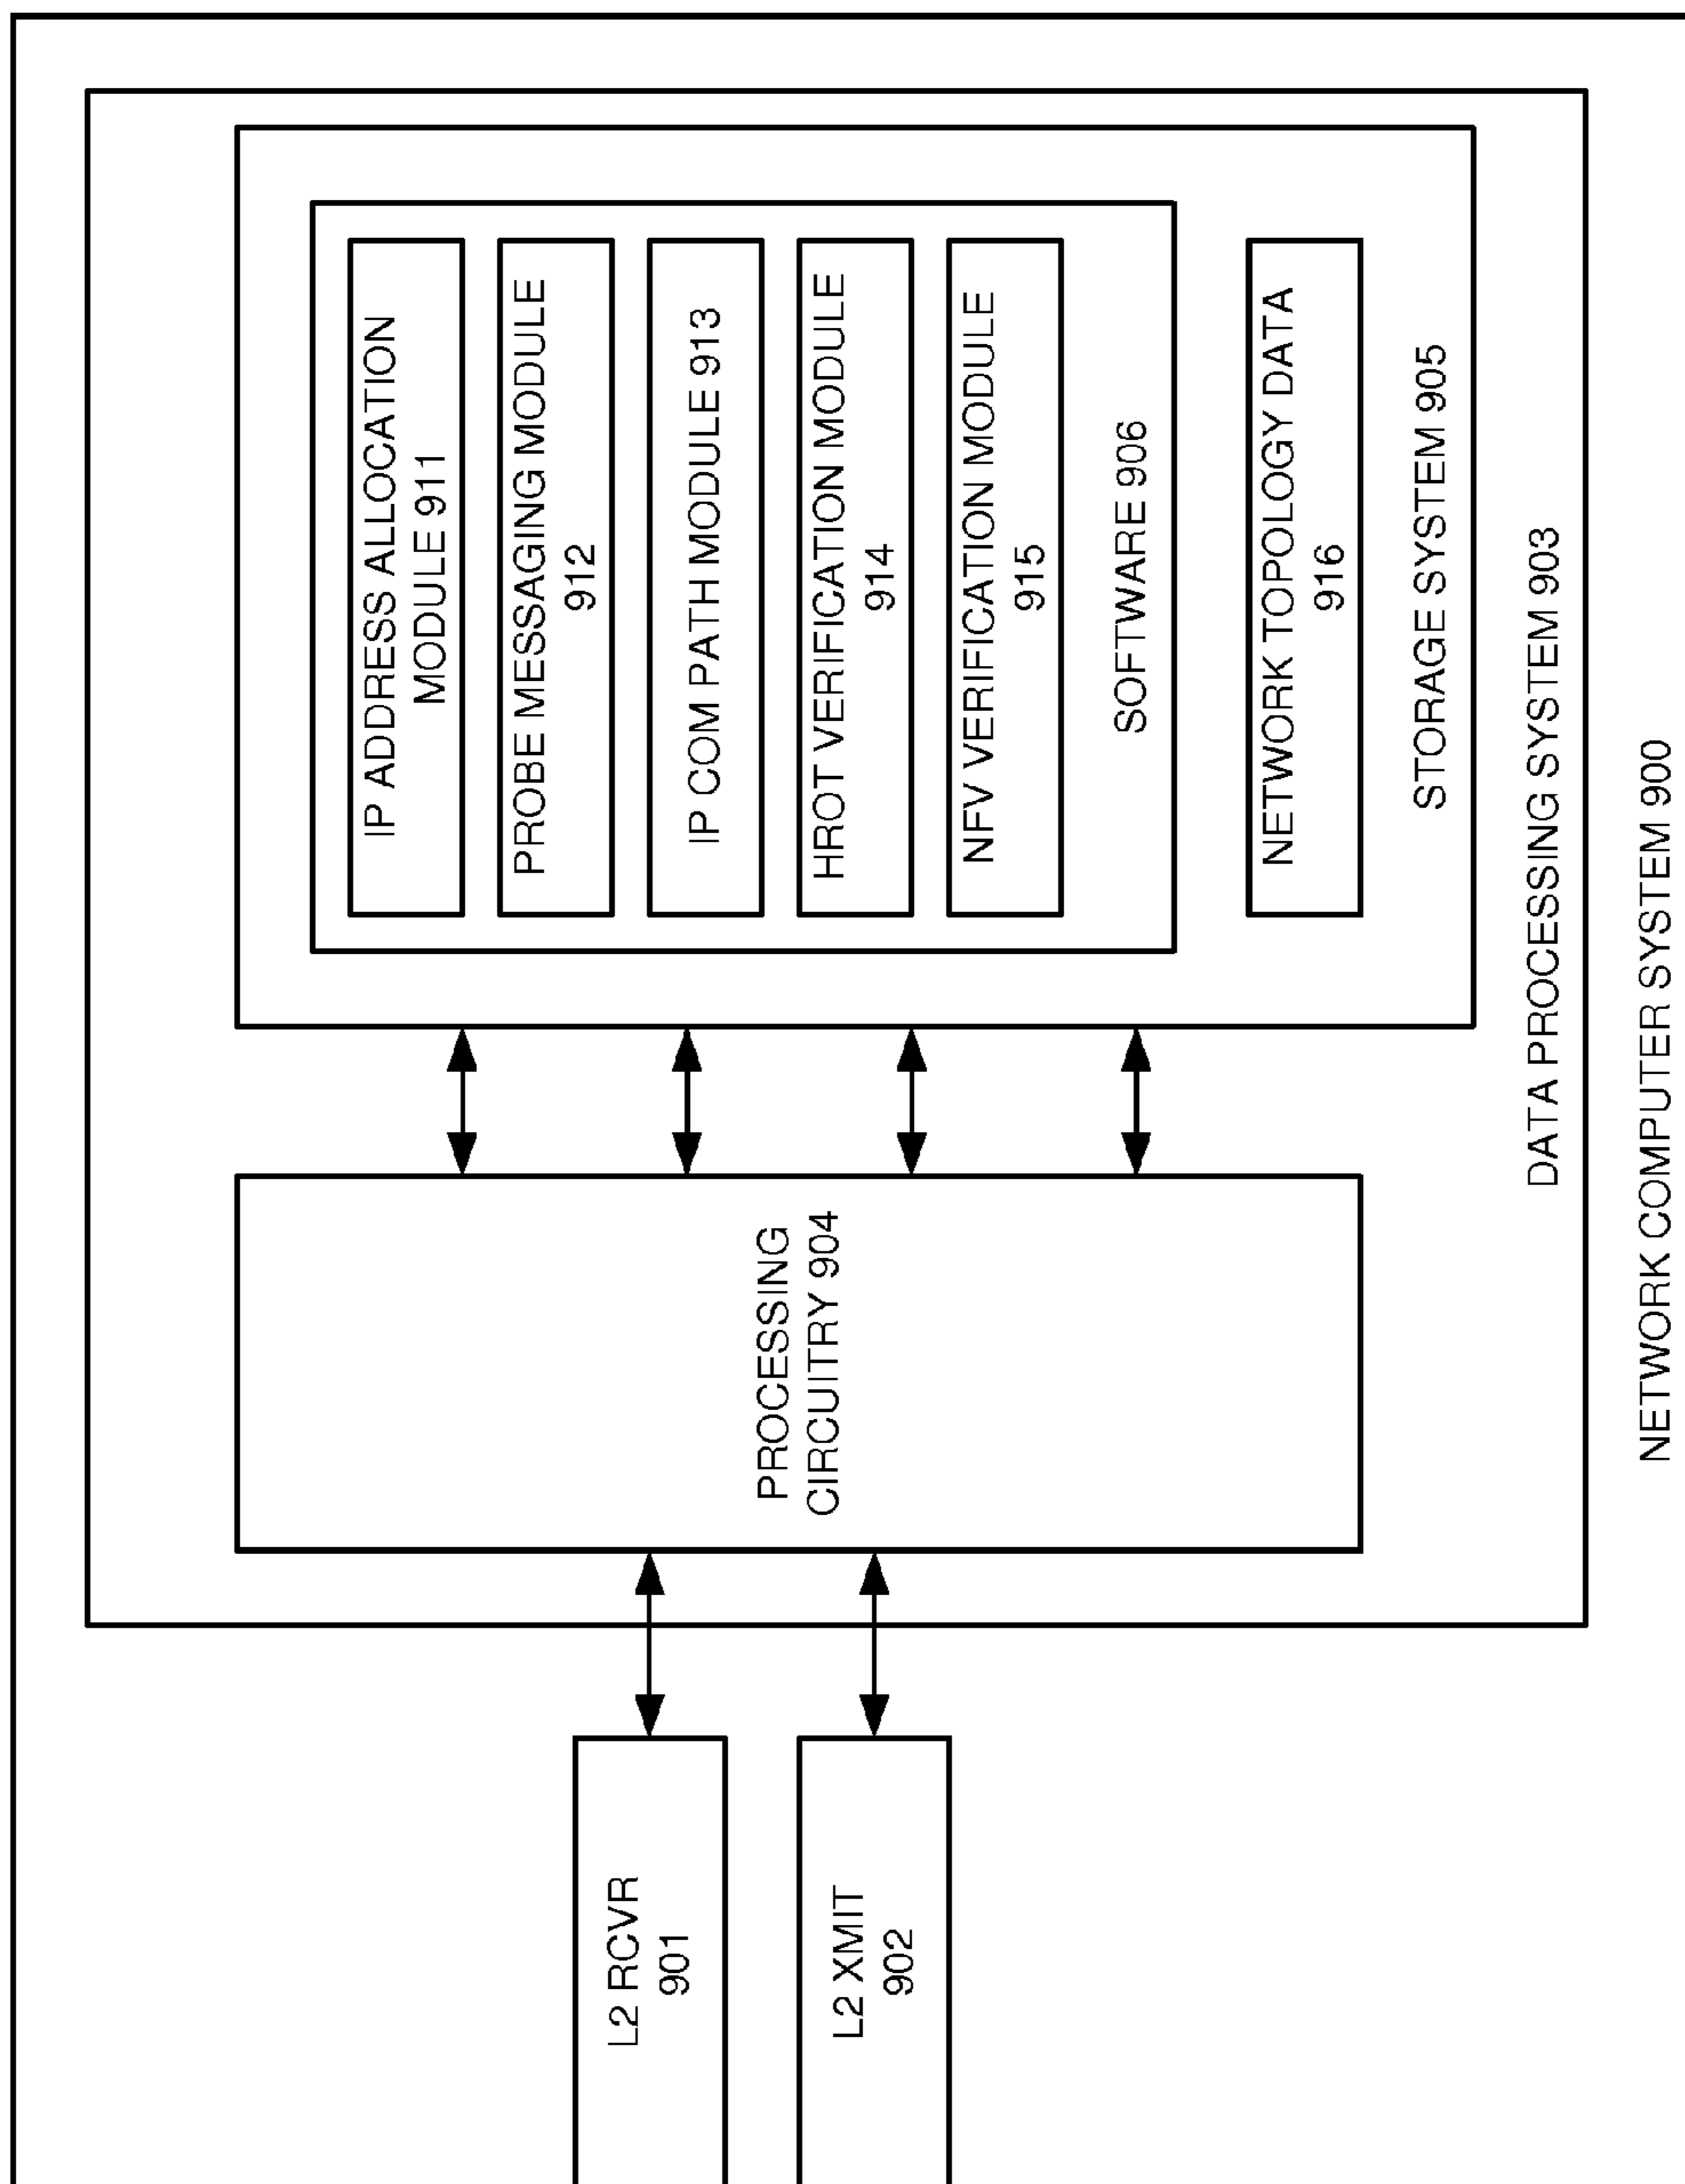 L2 RCVR
901
L2 XMIT
902
PROCESSING
CIRCUITRY 904
IP ADDRESS ALLOCATION
MODULE 911
PROBE MESSAGING MODULE
912
IP COM PATH MODULE 913
HROT VERIFICATION MODULE
914
NFV VERIFICATION MODULE
915
SOFTWARE 906
NETWORK TOPOLOGY DATA
916
STORAGE SYSTEM 905
DATA PROCESSING SYSTEM 903
NETWORK COMPUTER SYSTEM 900